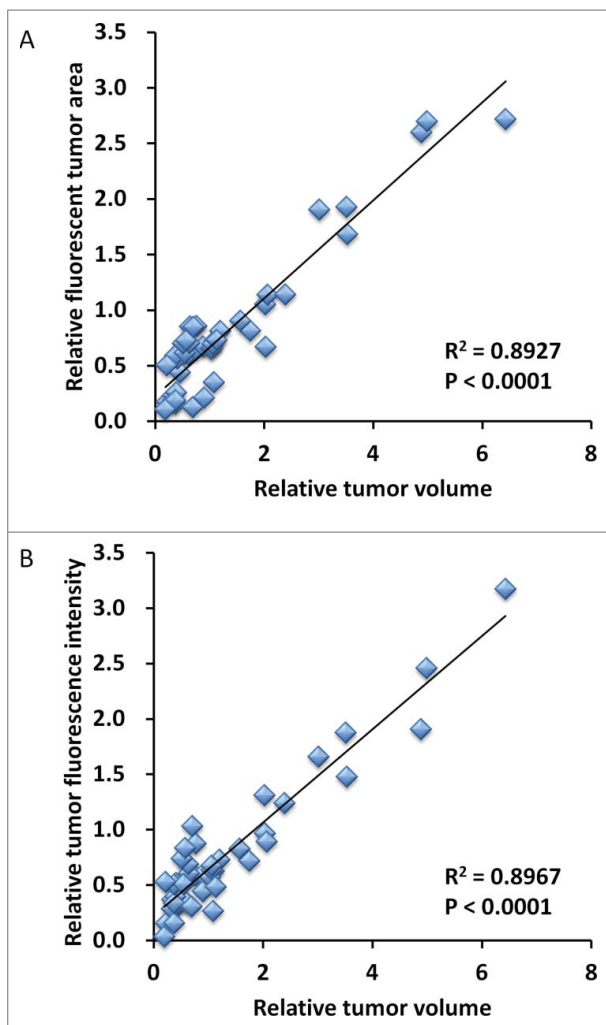 A
Relative fluorescent tumor area
3.5
3.0
2.5
2.0
1.5
1.0
0.5
0.0
R² = 0.8927
P < 0.0001
0 2 4 6 8
Relative tumor volume
B
Relative tumor fluorescence intensity
3.5
3.0
2.5
2.0
1.5
1.0
0.5
0.0
R² = 0.8967
P < 0.0001
0 2 4 6 8
Relative tumor volume